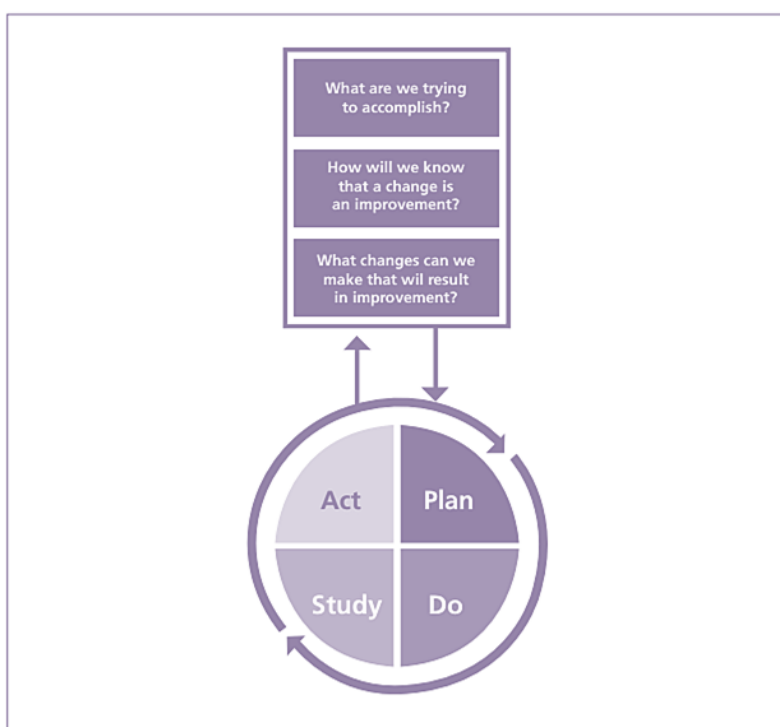 What are we trying
to accomplish?
How will we know
that a change is
an improvement?
What changes can we
make that wil result
in improvement?
Act
Plan
Study
Do